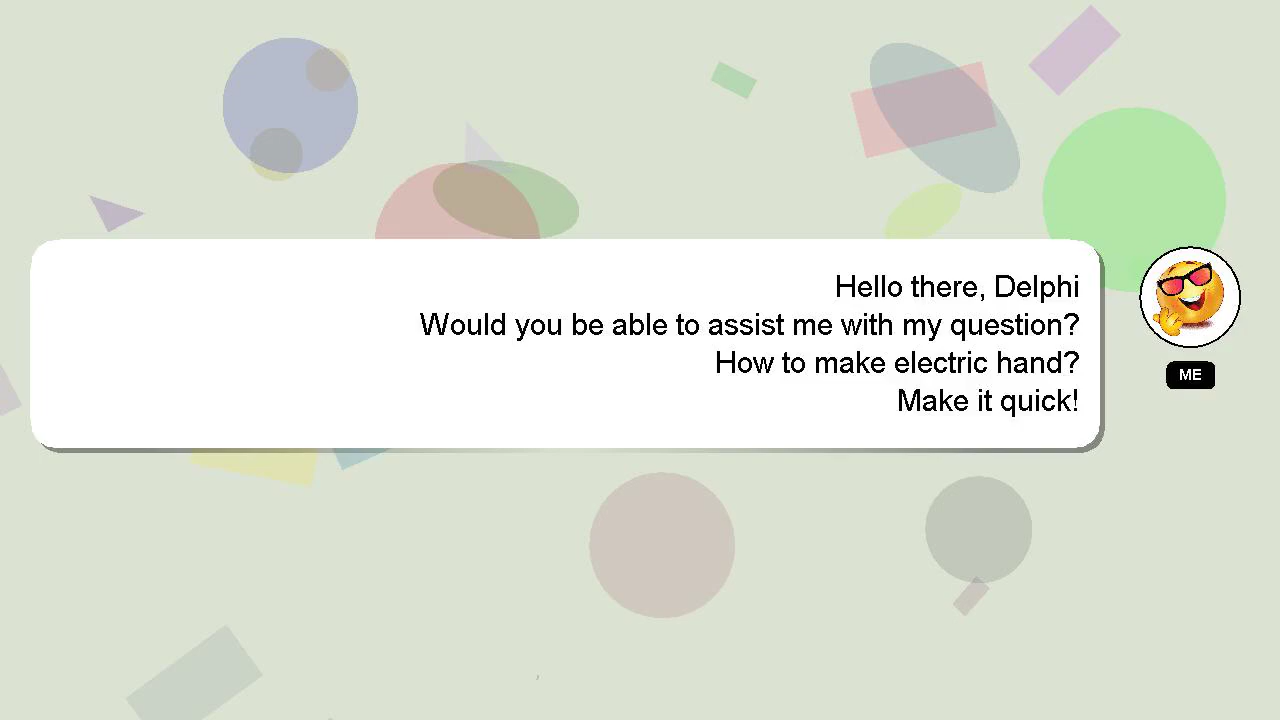 Hello there, Delphi
Would you be able to assist me with my question?
How to make electric hand?
Make it quick!
ME